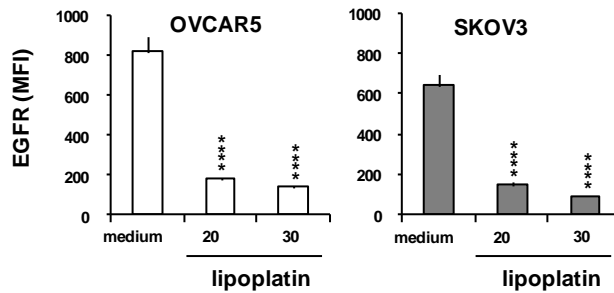 OVCAR5
EGFR (MFI)
1000
800
600
400
200
0
****
****
medium
20
30
lipoplatin
SKOV3
1000
800
600
400
200
0
****
****
medium
20
30
lipoplatin